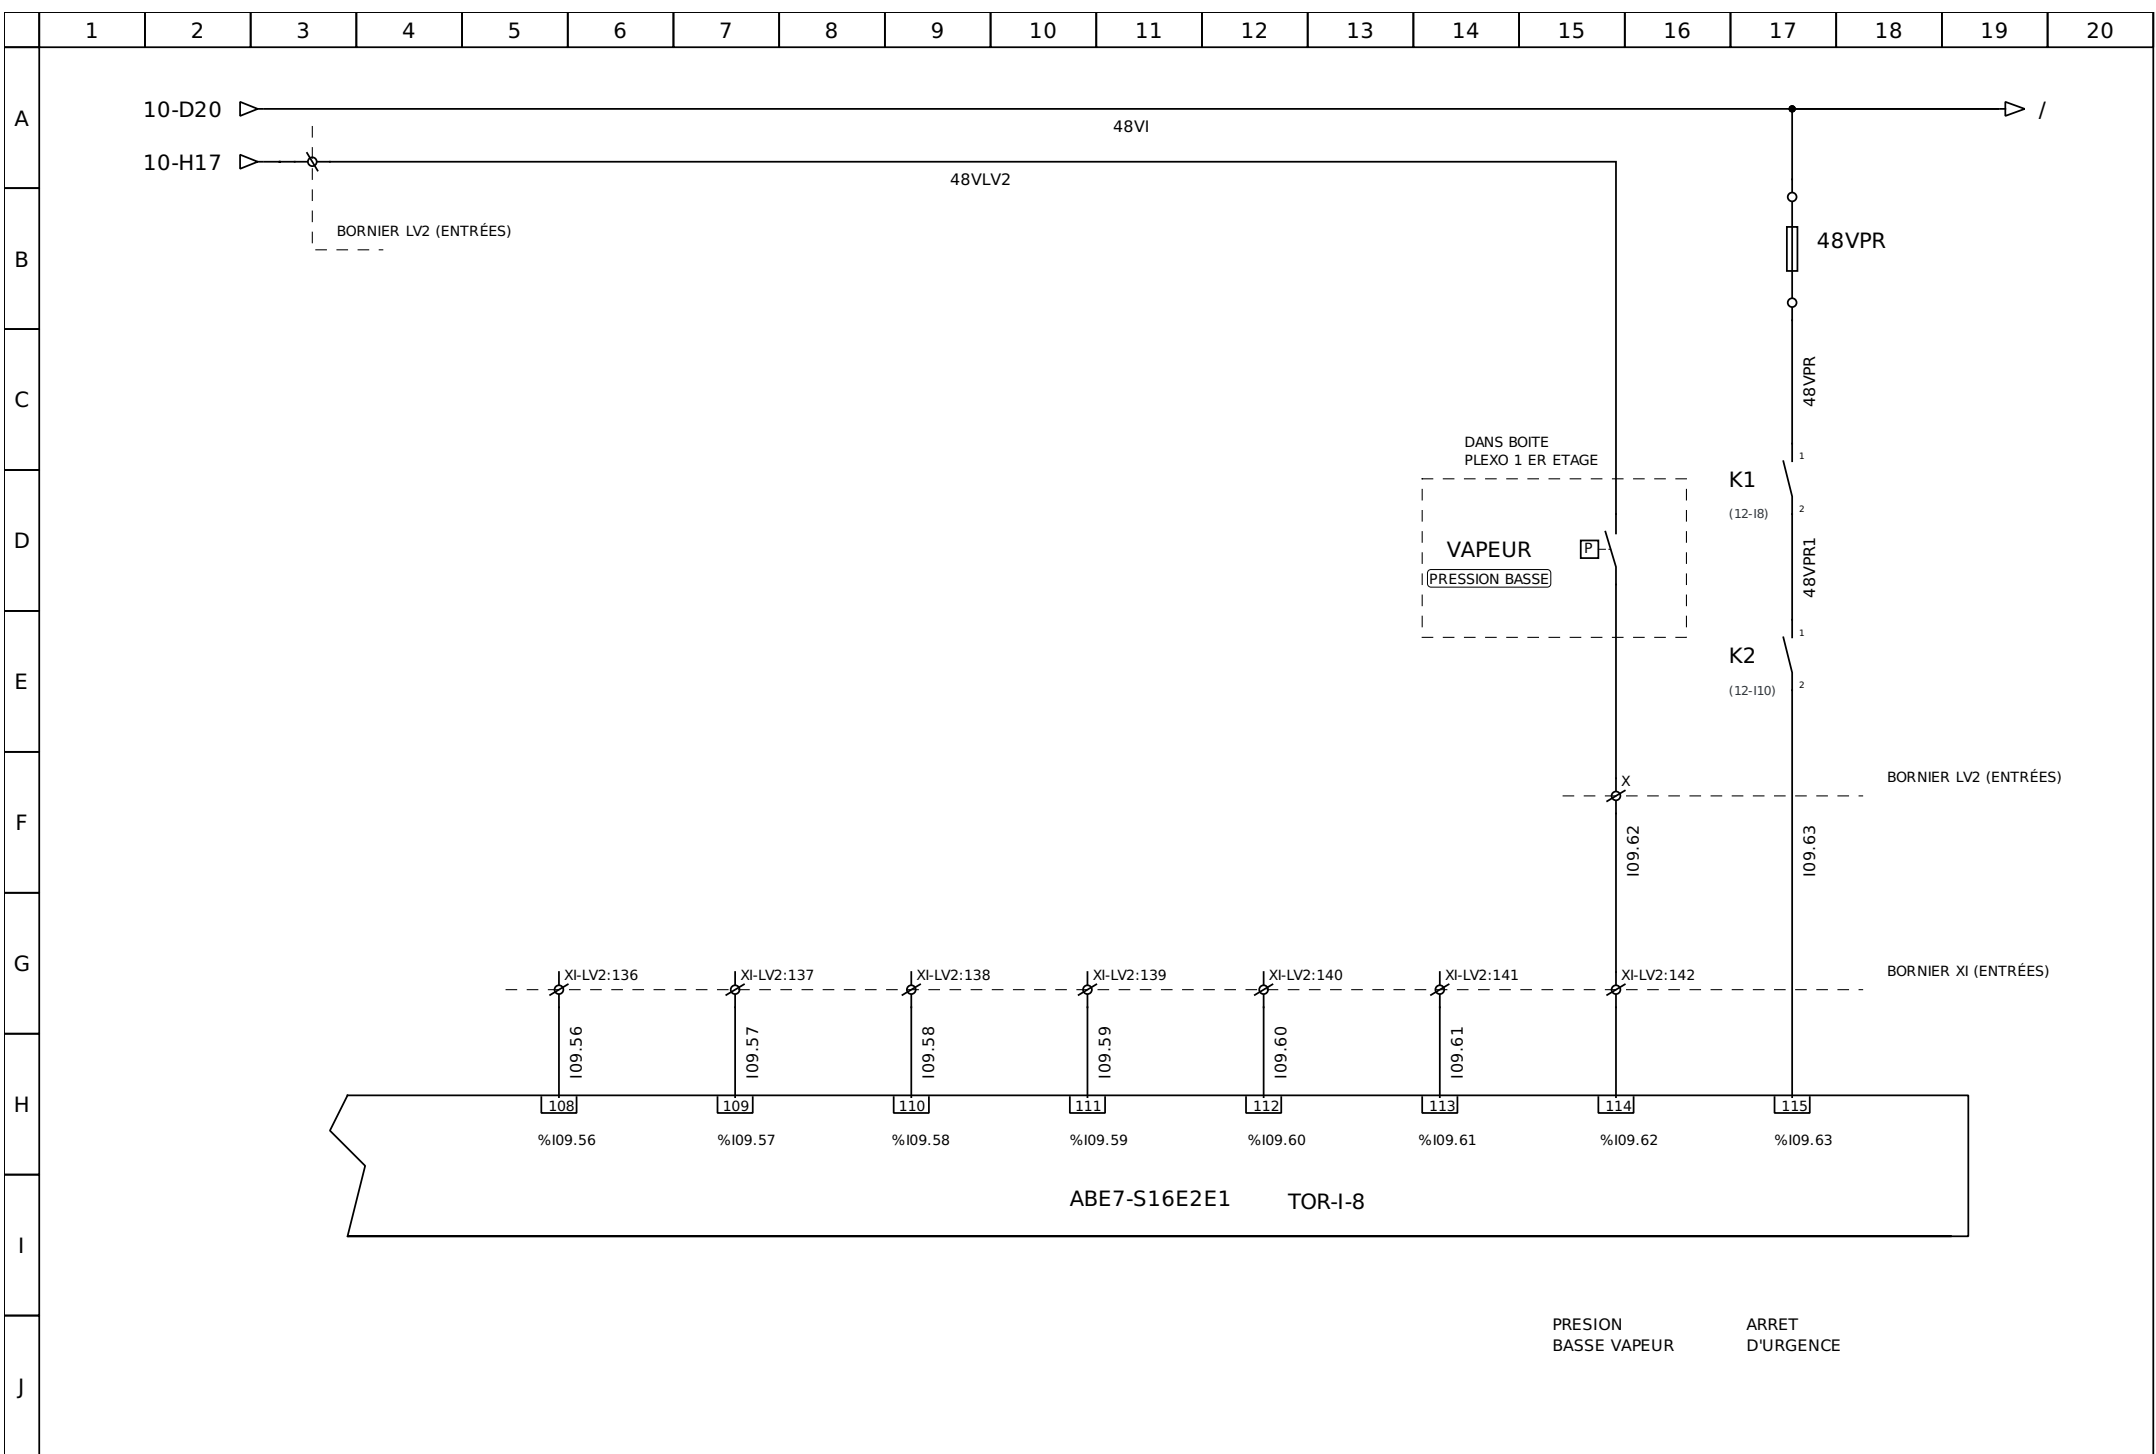 1 2 3 4 5 6 7 8 9 10 11 12 13 14 15 16 17 18 19 20
A
10-D20
/
48VI
10-H17
48VLV2
BORNIER LV2 (ENTRÉES)
B
48VPR
C
48VPR
DANS BOITE
PLEXO 1 ER ETAGE
1
K1
(12-I8)
2
D
VAPEUR
P
PRESSION BASSE
48VPR1
1
K2
(12-I10)
2
E
X
BORNIER LV2 (ENTRÉES)
F
I09.62
I09.63
G
XI-LV2:136 XI-LV2:137 XI-LV2:138 XI-LV2:139 XI-LV2:140 XI-LV2:141 XI-LV2:142
BORNIER XI (ENTRÉES)
I09.56 I09.57 I09.58 I09.59 I09.60 I09.61
H
108 109 110 111 112 113 114 115
%I09.56 %I09.57 %I09.58 %I09.59 %I09.60 %I09.61 %I09.62 %I09.63
ABE7-S16E2E1 TOR-I-8
I
PRESION
BASSE VAPEUR
ARRET
D'URGENCE
J